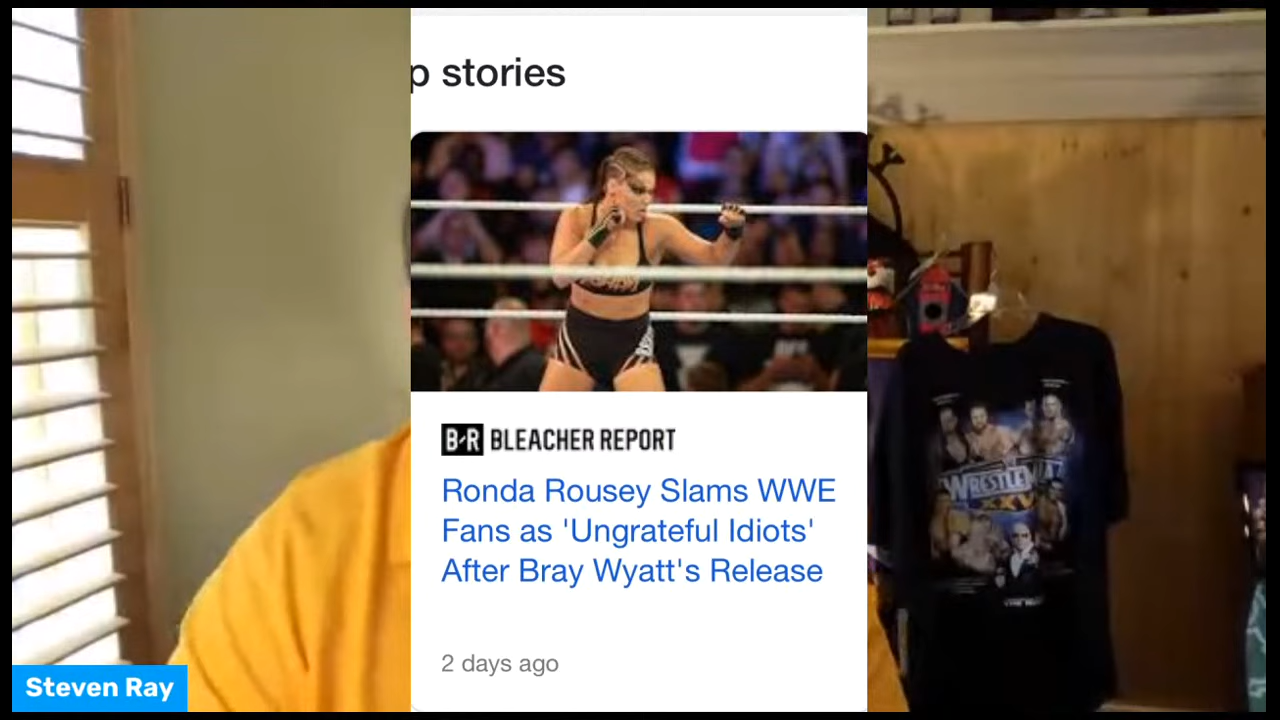 p stories
B-R BLEACHER REPORT
Ronda Rousey Slams WWE
Fans as 'Ungrateful Idiots'
After Bray Wyatt's Release
2 days ago
WRESTLEMANIA
XXV
Steven Ray